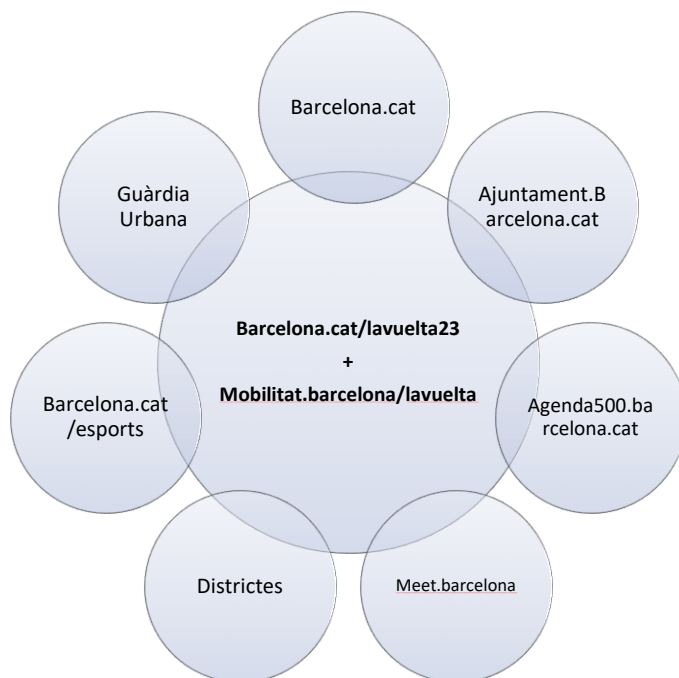 Barcelona.cat
Guàrdia
Urbana
Ajuntament.B
arcelona.cat
Barcelona.cat/lavuelta23
+
Mobilitat.barcelona/lavuelta
Barcelona.cat
/esports
Agenda500.ba
rcelona.cat
Districtes
Meet.barcelona